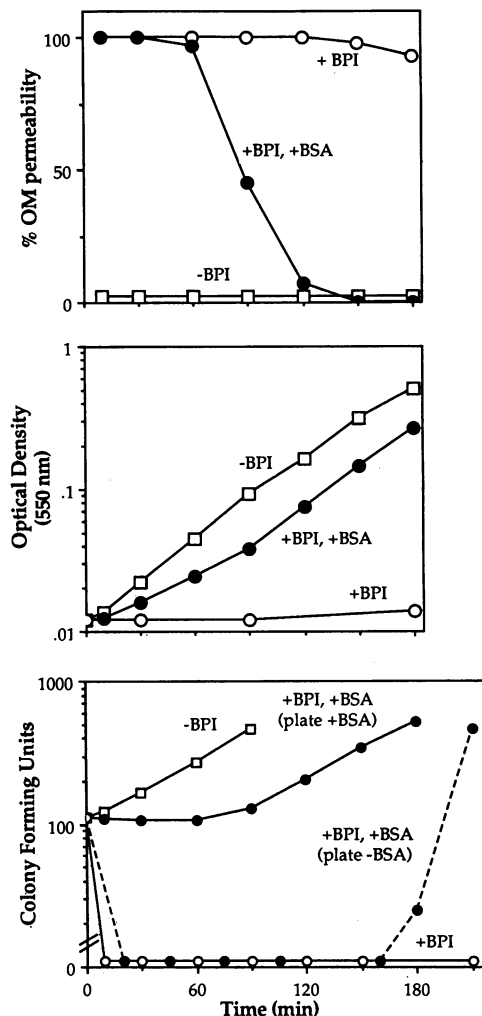 100
+ BPI
% OM permeability
+BPI, +BSA
50
-BPI
0
1
Optical Density
(550 nm)
-BPI
.1
+BPI, +BSA
+BPI
.01
1000
+BPI, +BSA
-BPI
(plate +BSA)
Colony Forming Units
100
+BPI, +BSA
(plate -BSA)
+BPI
0
0 60 120 180
Time (min)